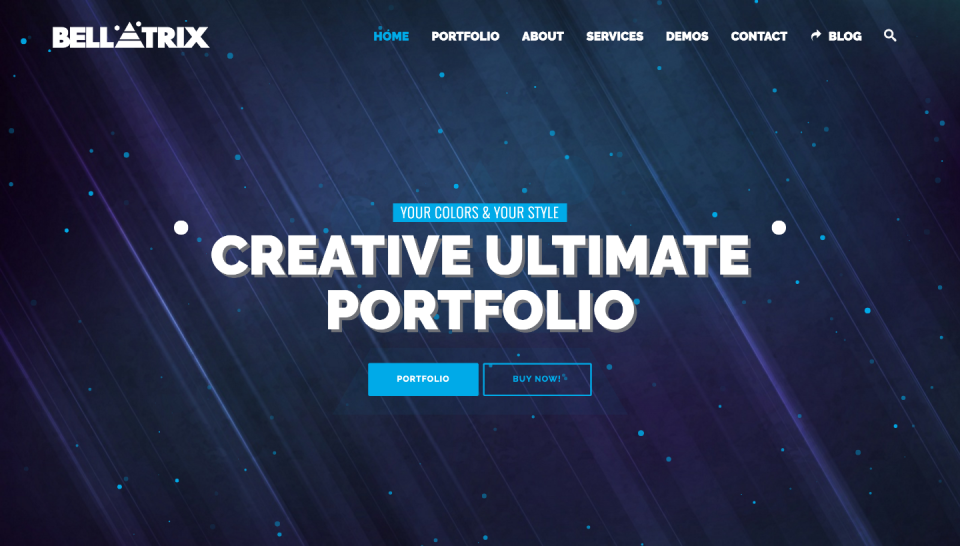 BELLATRIX
HOME PORTFOLIO ABOUT SERVICES DEMOS CONTACT BLOG
YOUR COLORS & YOUR STYLE
CREATIVE ULTIMATE
PORTFOLIO
PORTFOLIO BUY NOW!